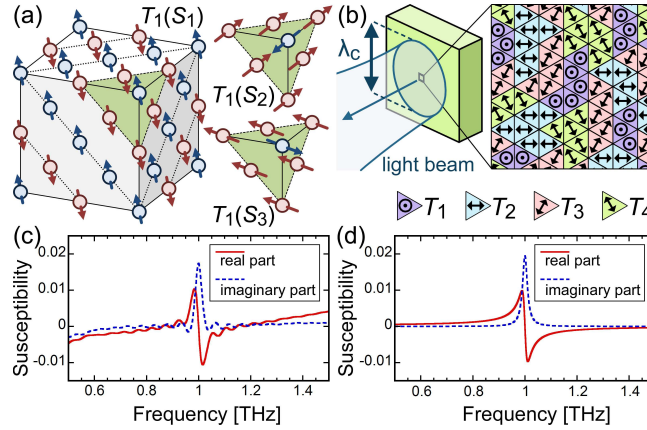 (a)
T1(S1)
T1(S2)
T1(S3)
(b)
λc
light beam
T1 T2 T3 T4
(c)
Susceptibility
0.02
0.01
0
-0.01
real part
imaginary part
0.6 0.8 1 1.2 1.4
Frequency [THz]
(d)
Susceptibility
0.02
0.01
0
-0.01
real part
imaginary part
0.6 0.8 1 1.2 1.4
Frequency [THz]